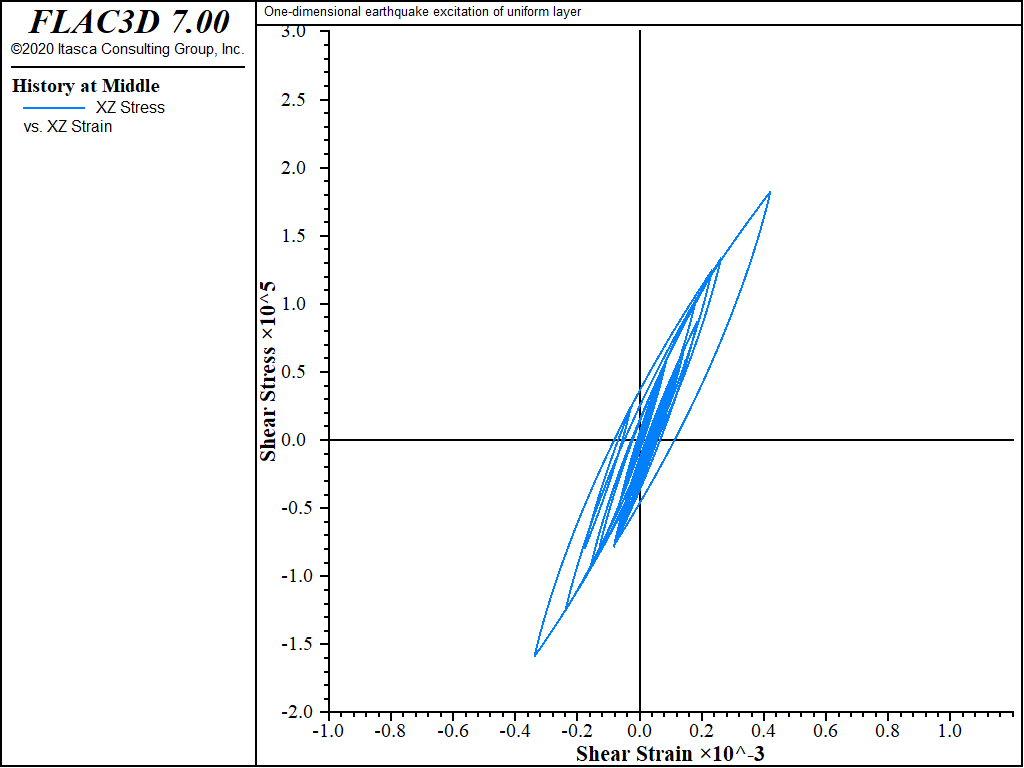 FLAC3D 7.00
©2020 Itasca Consulting Group, Inc.
History at Middle
XZ Stress
vs. XZ Strain
One-dimensional earthquake excitation of uniform layer
Shear Stress ×10^5
3.0
2.5
2.0
1.5
1.0
0.5
0.0
-0.5
-1.0
-1.5
-2.0
-1.0 -0.8 -0.6 -0.4 -0.2 0.0 0.2 0.4 0.6 0.8 1.0
Shear Strain ×10^-3